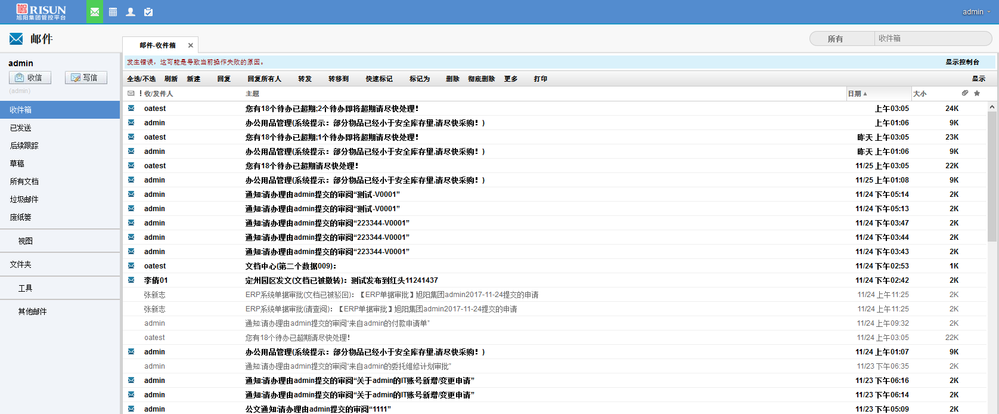 RISUN
旭阳集团管控平台
admin
邮件
邮件-收件箱
所有 收件箱
admin
收信 写信
(admin)
收件箱
已发送
后续跟踪
草稿
所有文档
垃圾邮件
废纸篓
视图
文件夹
工具
其他邮件
发生错误，这可能是导致当前操作失败的原因。 显示控制台
全选/不选 刷新 新建 回复 回复所有人 转发 转移到 快速标记 标记为 删除 彻底删除 更多 打印 显示
! 收/发件人 主题 日期 大小
oatest 您有18个待办已超期;2个待办即将超期请尽快处理! 上午03:05 24K
admin 办公用品管理(系统提示：部分物品已经小于安全库存量,请尽快采购！) 上午01:06 9K
oatest 您有18个待办已超期;1个待办即将超期请尽快处理! 昨天 上午03:05 23K
admin 办公用品管理(系统提示：部分物品已经小于安全库存量,请尽快采购！) 昨天 上午01:06 9K
oatest 您有18个待办已超期请尽快处理! 11/25 上午03:05 22K
admin 办公用品管理(系统提示：部分物品已经小于安全库存量,请尽快采购！) 11/25 上午01:08 9K
admin 通知:请办理由admin提交的审阅“测试-V0001” 11/24 下午05:14 2K
admin 通知:请办理由admin提交的审阅“测试-V0001” 11/24 下午05:13 2K
admin 通知:请办理由admin提交的审阅“223344-V0001” 11/24 下午03:47 2K
admin 通知:请办理由admin提交的审阅“223344-V0001” 11/24 下午03:44 2K
admin 通知:请办理由admin提交的审阅“223344-V0001” 11/24 下午03:43 2K
oatest 文档中心(第二个数据009)： 11/24 下午02:53 1K
李倩01 定州园区发文(文档已被撤转)：测试发布到红头11241437 11/24 下午02:42 2K
张新志 ERP系统单据审批(文档已被驳回)：【ERP单据审批】旭阳集团admin2017-11-24提交的申请 11/24 上午11:25 2K
张新志 ERP系统单据审批(请查阅)：【ERP单据审批】旭阳集团admin2017-11-24提交的申请 11/24 上午11:25 2K
admin 通知:请办理由admin提交的审阅“来自admin的付款申请单” 11/24 上午09:32 2K
oatest 您有18个待办已超期请尽快处理! 11/24 上午03:05 22K
admin 办公用品管理(系统提示：部分物品已经小于安全库存量,请尽快采购！) 11/24 上午01:07 9K
admin 通知:请办理由admin提交的审阅“来自admin的委托维修计划审批” 11/23 下午06:35 2K
admin 通知:请办理由admin提交的审阅“关于admin的IT账号新增/变更申请” 11/23 下午06:16 2K
admin 通知:请办理由admin提交的审阅“关于admin的IT账号新增/变更申请” 11/23 下午06:14 2K
admin 公文通知:请办理由admin提交的审阅“1111” 11/23 下午05:09 2K